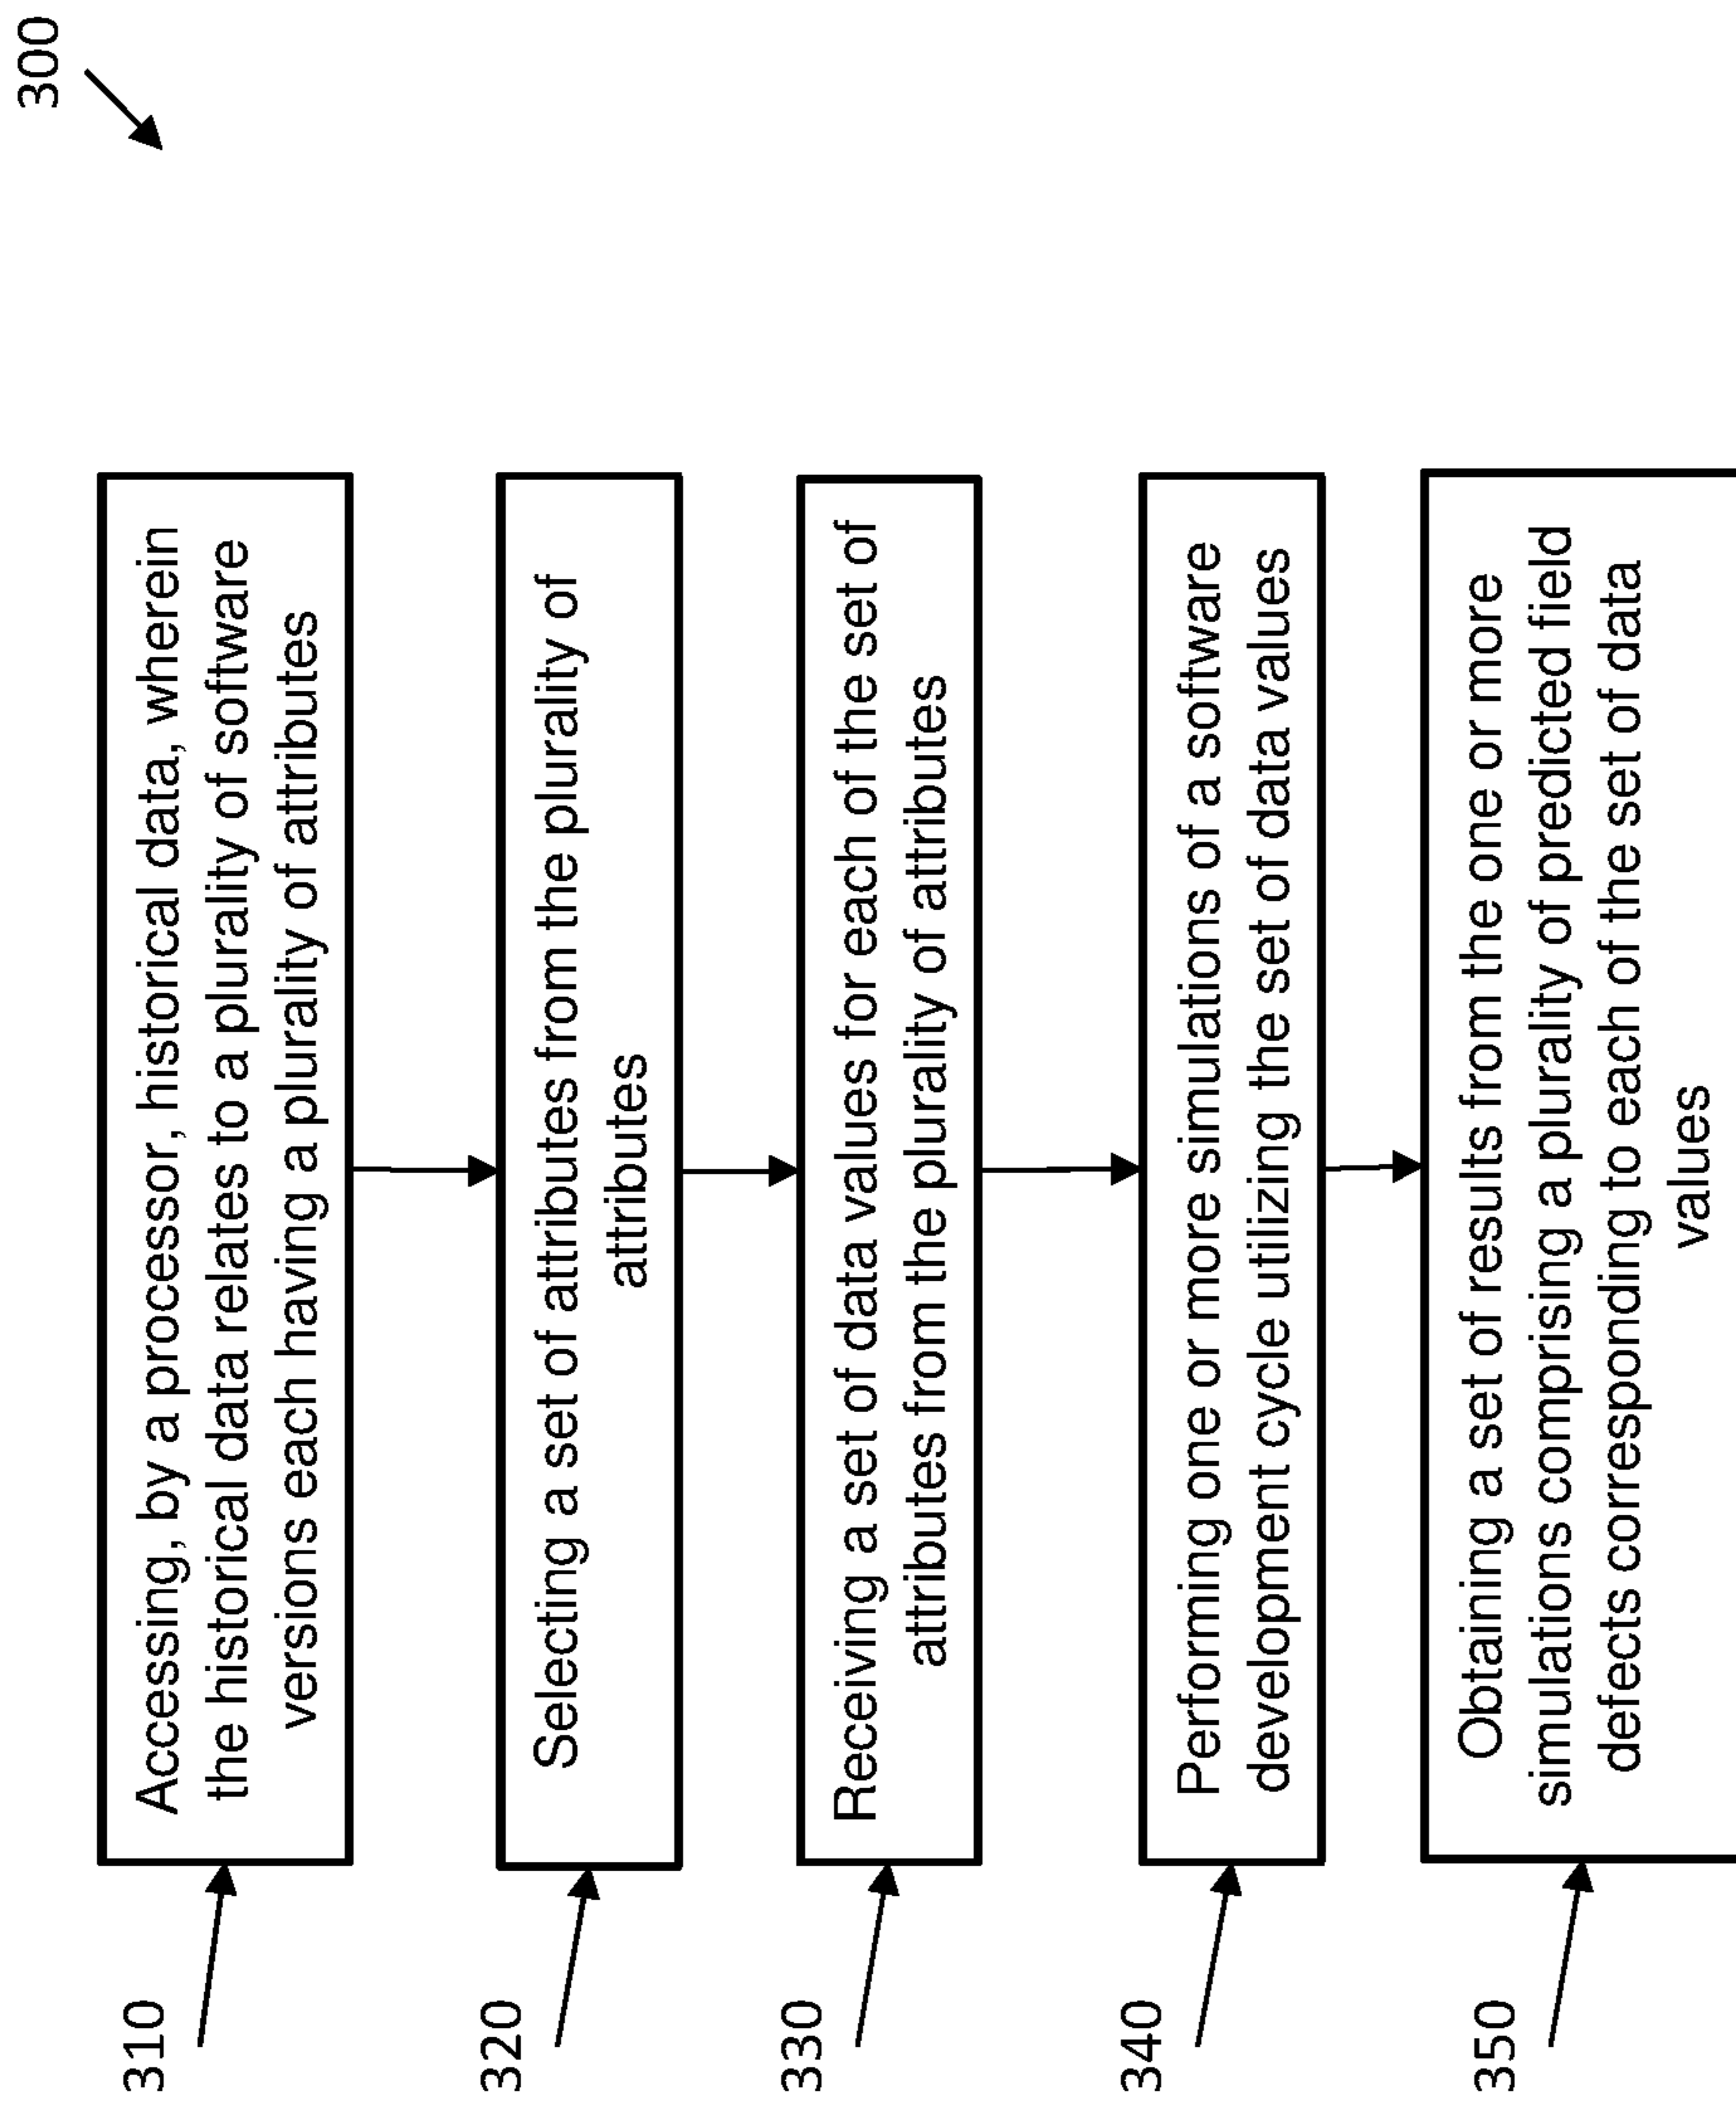 300
310
Accessing, by a processor, historical data, wherein
the historical data relates to a plurality of software
versions each having a plurality of attributes
320
Selecting a set of attributes from the plurality of
attributes
330
Receiving a set of data values for each of the set of
attributes from the plurality of attributes
340
Performing one or more simulations of a software
development cycle utilizing the set of data values
350
Obtaining a set of results from the one or more
simulations comprising a plurality of predicted field
defects corresponding to each of the set of data
values